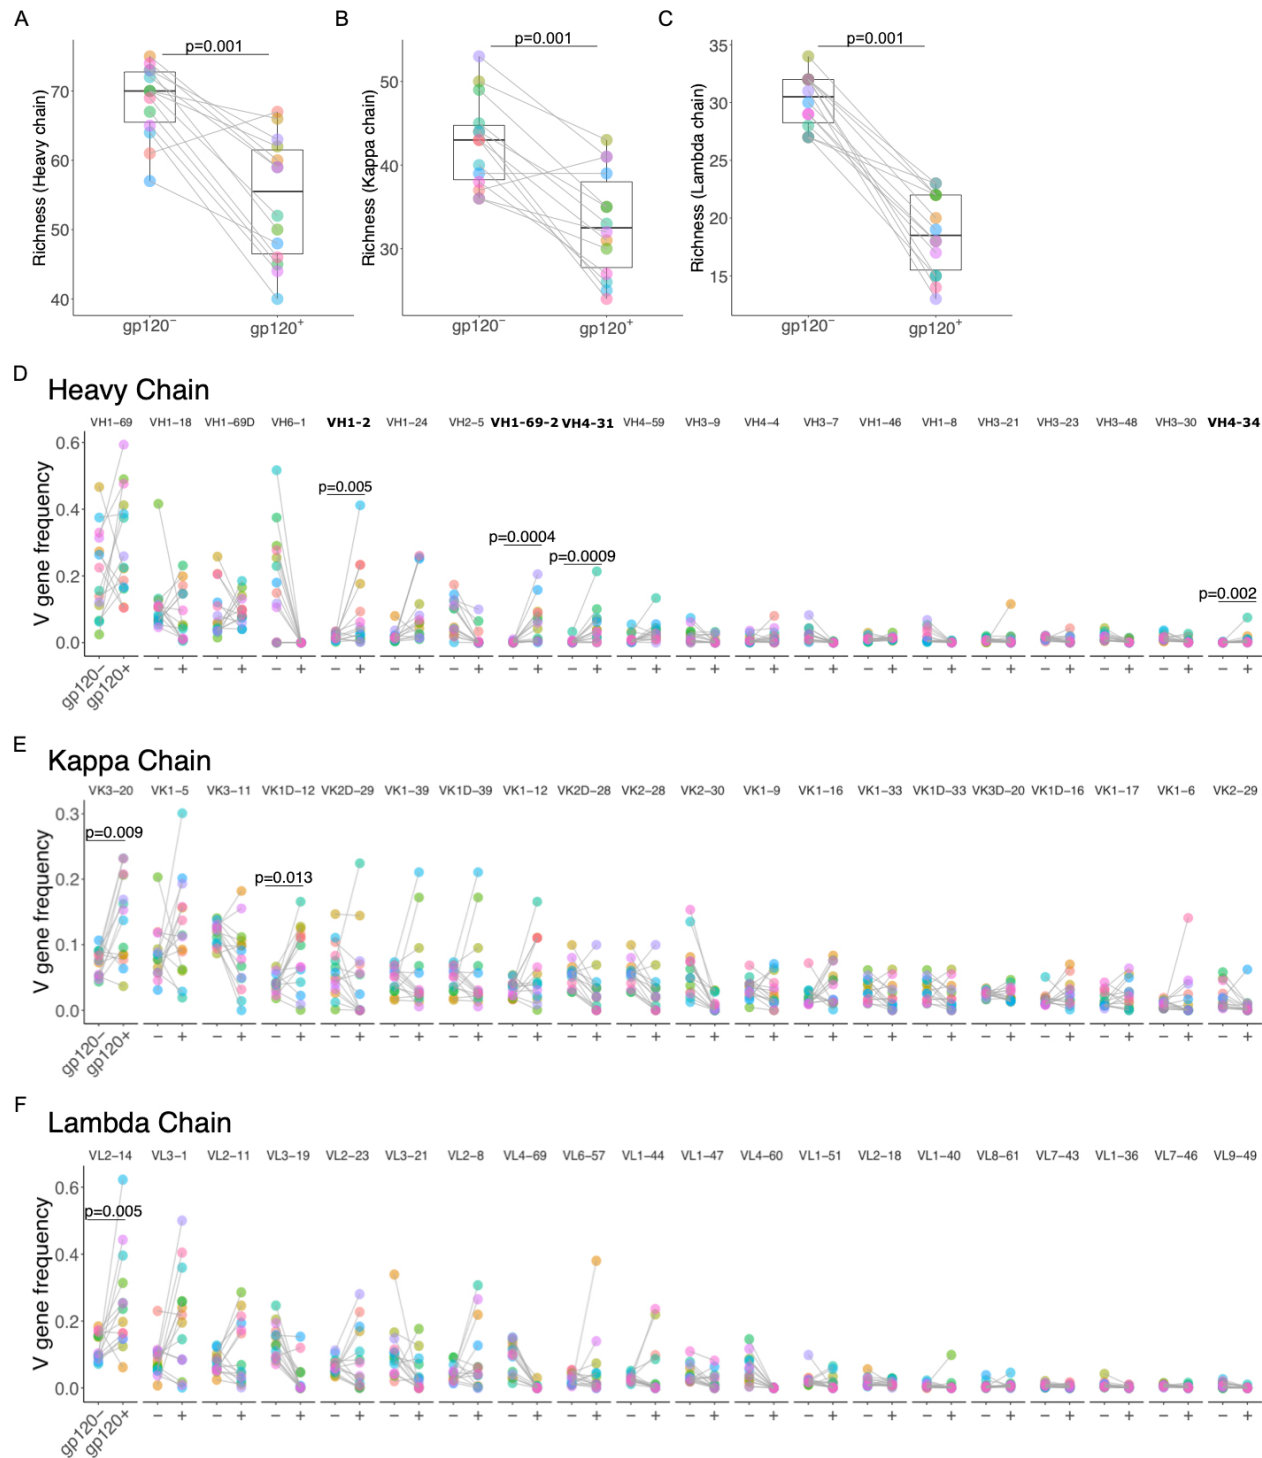 A
B
C
p=0.001
p=0.001
p=0.001
Richness (Heavy chain)
70
60
50
40
gp120⁻
gp120⁺
Richness (Kappa chain)
50
40
30
gp120⁻
gp120⁺
Richness (Lambda chain)
35
30
25
20
15
gp120⁻
gp120⁺
D
Heavy Chain
VH1−69 VH1−18 VH1−69D VH6−1 VH1-2 VH1−24 VH2−5 VH1-69-2 VH4-31 VH4−59 VH3−9 VH4−4 VH3−7 VH1−46 VH1−8 VH3−21 VH3−23 VH3−48 VH3−30 VH4-34
V gene frequency
0.6
0.4
0.2
0.0
p=0.005
p=0.0004
p=0.0009
p=0.002
gp120− gp120+ − + − + − + − + − + − + − + − + − + − + − + − + − + − + − + − + − + − + − +
E
Kappa Chain
VK3−20 VK1−5 VK3−11 VK1D−12 VK2D−29 VK1−39 VK1D−39 VK1−12 VK2D−28 VK2−28 VK2−30 VK1−9 VK1−16 VK1−33 VK1D−33 VK3D−20 VK1D−16 VK1−17 VK1−6 VK2−29
V gene frequency
0.3
0.2
0.1
0.0
p=0.009
p=0.013
gp120− gp120+ − + − + − + − + − + − + − + − + − + − + − + − + − + − + − + − + − + − + − +
F
Lambda Chain
VL2−14 VL3−1 VL2−11 VL3−19 VL2−23 VL3−21 VL2−8 VL4−69 VL6−57 VL1−44 VL1−47 VL4−60 VL1−51 VL2−18 VL1−40 VL8−61 VL7−43 VL1−36 VL7−46 VL9−49
V gene frequency
0.6
0.4
0.2
0.0
p=0.005
gp120− gp120+ − + − + − + − + − + − + − + − + − + − + − + − + − + − + − + − + − + − + − +